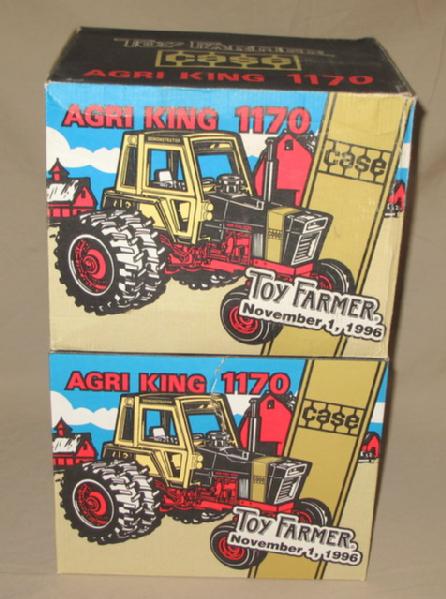 TOY FARMER
CASE
AGRI KING 1170
AGRI KING 1170
DEMONSTRATOR
case
TOY FARMER®
November 1, 1996
AGRI KING 1170
case
TOY FARMER®
November 1, 1996